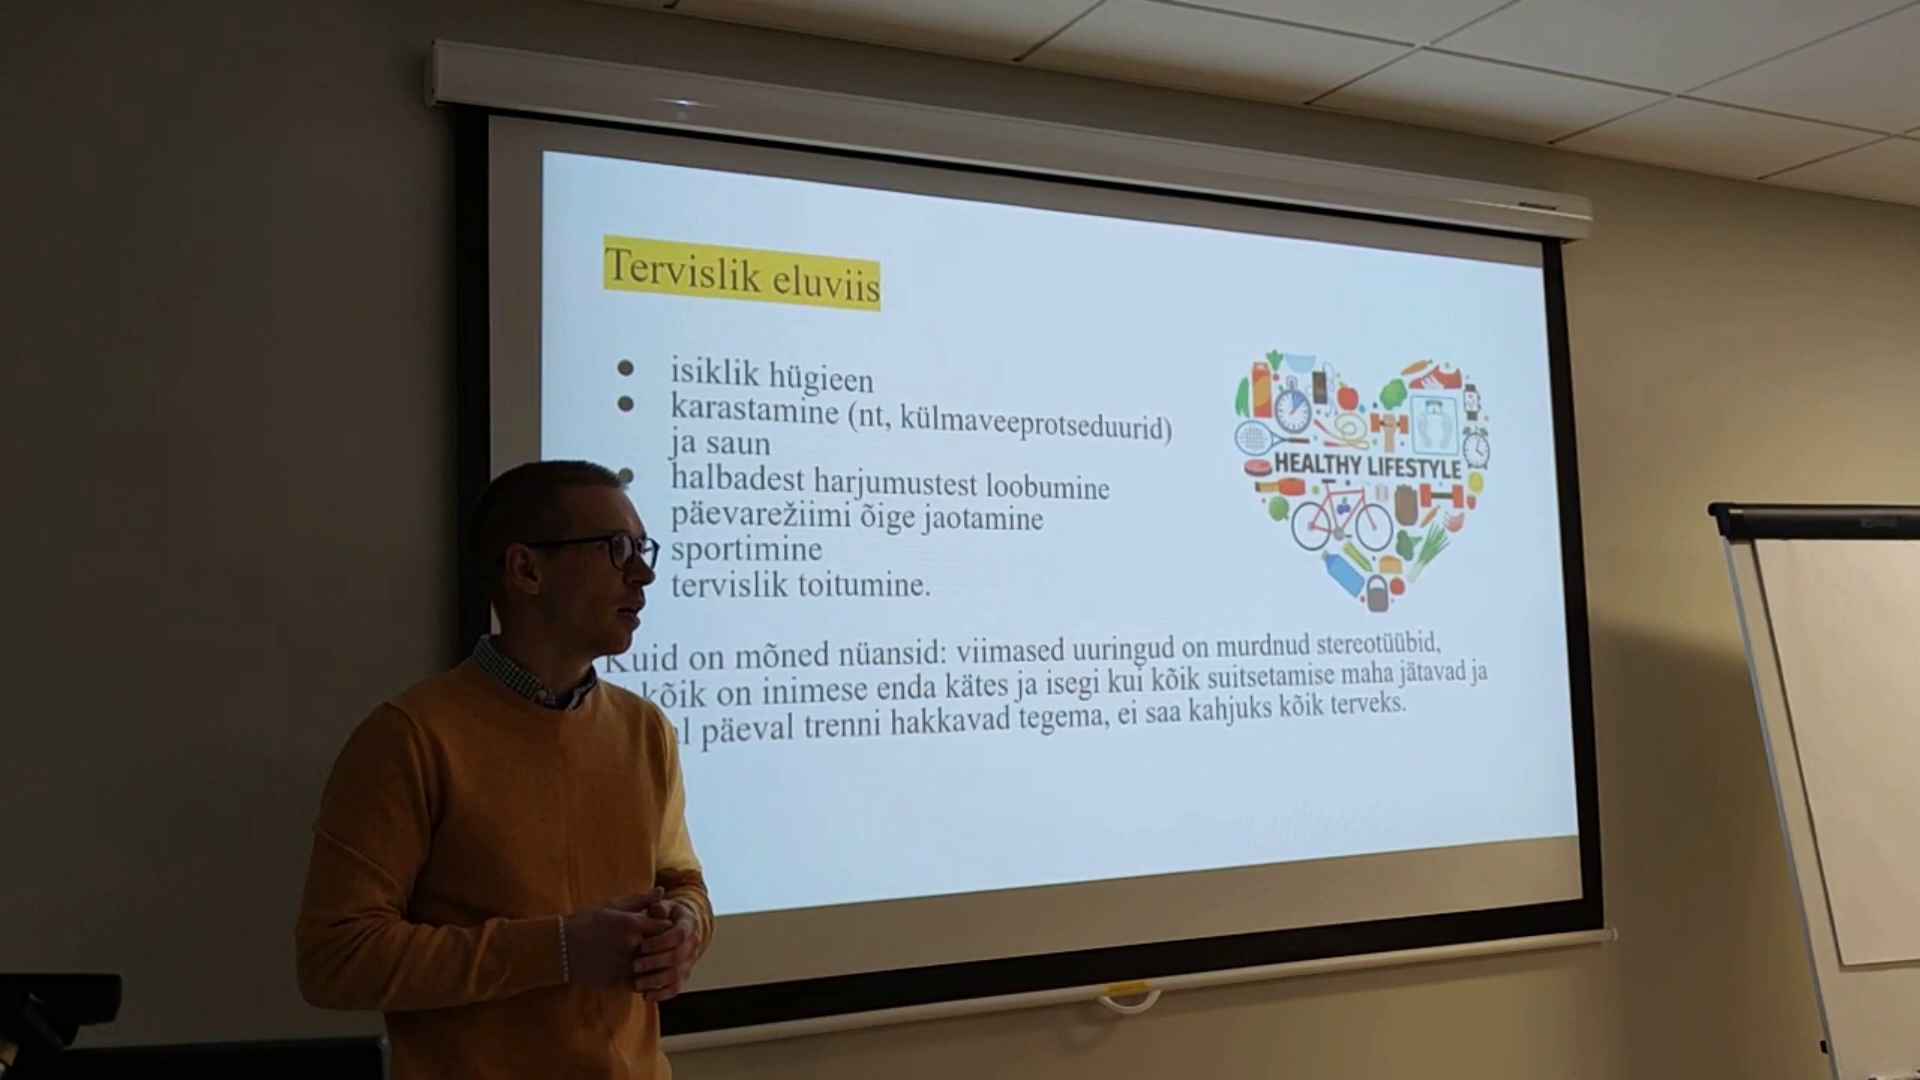 Tervislik eluviis
isiklik hügieen
karastamine (nt, külmaveeprotseduurid)
ja saun
halbadest harjumustest loobumine
päevarežiimi õige jaotamine
sportimine
tervislik toitumine.
HEALTHY LIFESTYLE
Kuid on mõned nüansid: viimased uuringud on murdnud stereotüübid,
kõik on inimese enda kätes ja isegi kui kõik suitsetamise maha jätavad ja
päeval trenni hakkavad tegema, ei saa kahjuks kõik terveks.